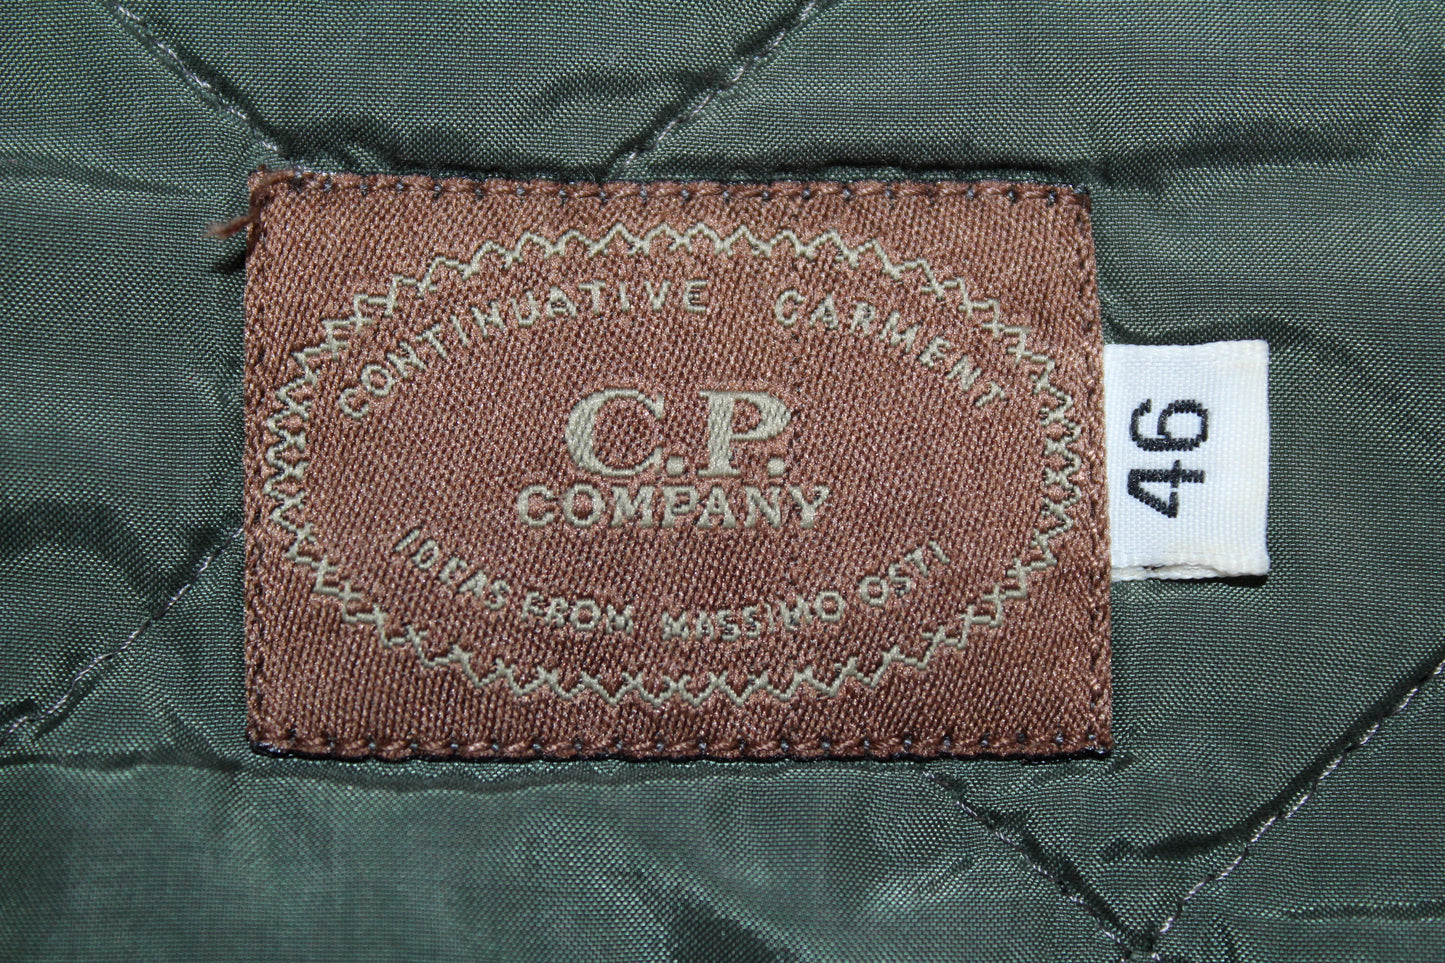 CONTINUATIVE GARMENT
C.P.
COMPANY
IDEAS FROM MASSIMO OSTI
46